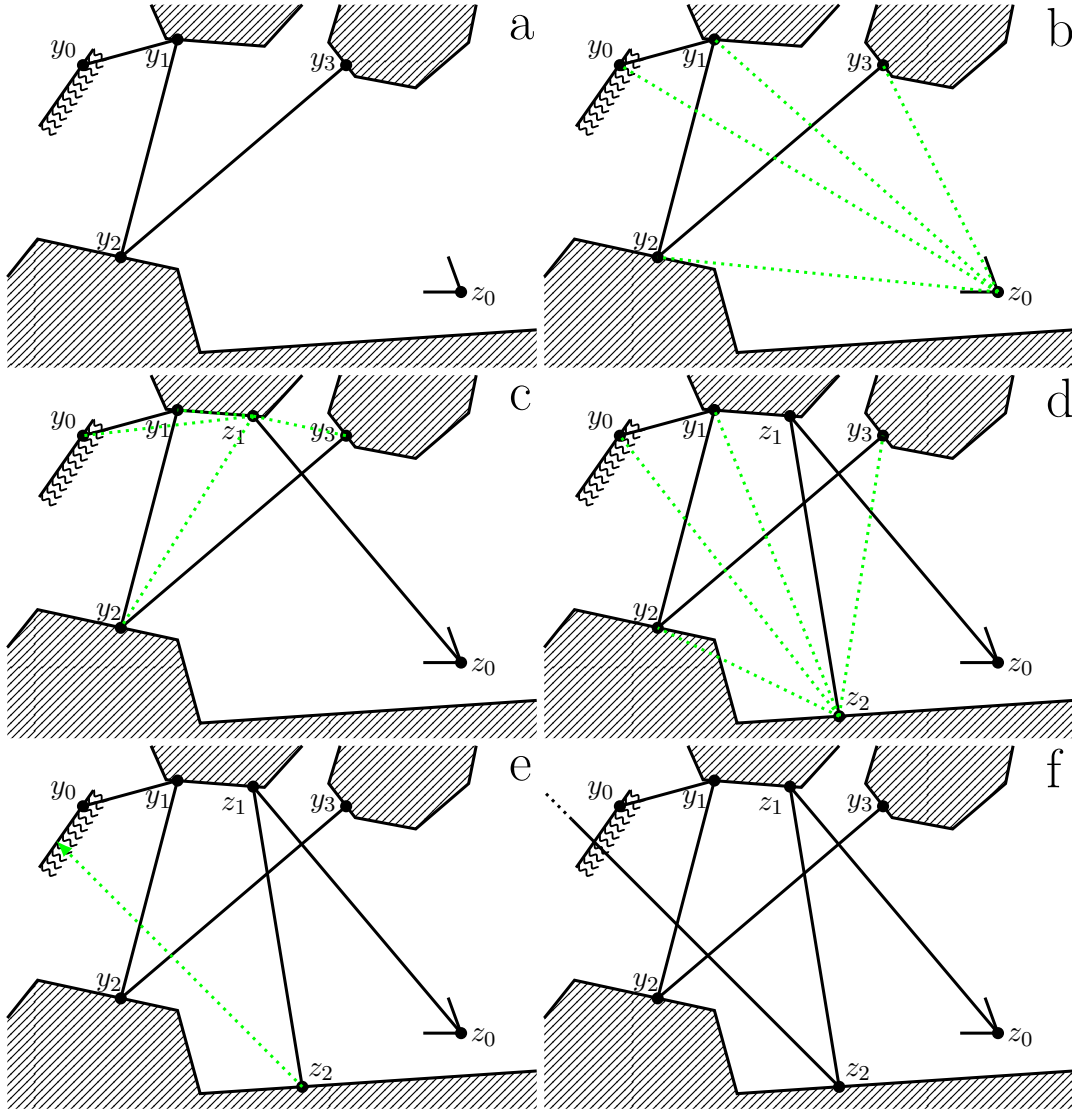 a
y₀
y₁
y₃
y₂
z₀
b
y₀
y₁
y₃
y₂
z₀
c
y₀
y₁
z₁
y₃
y₂
z₀
d
y₀
y₁
z₁
y₃
y₂
z₀
z₂
e
y₀
y₁
z₁
y₃
y₂
z₀
z₂
f
y₀
y₁
z₁
y₃
y₂
z₀
z₂